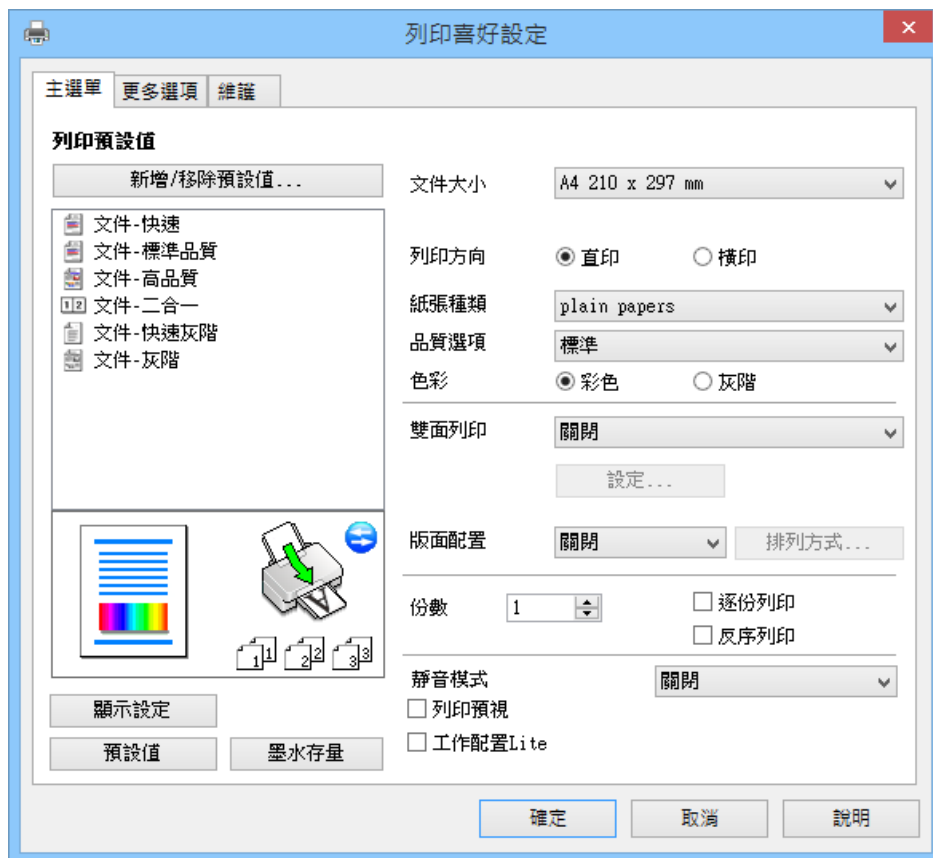 列印喜好設定
主選單 更多選項 維護
列印預設值
新增/移除預設值...
文件-快速
文件-標準品質
文件-高品質
1 2 文件-二合一
文件-快速灰階
文件-灰階
1 1 2 2 3 3
顯示設定
預設值 墨水存量
文件大小 A4 210 x 297 mm
列印方向 直印 橫印
紙張種類 plain papers
品質選項 標準
色彩 彩色 灰階
雙面列印 關閉
設定...
版面配置 關閉 排列方式...
份數 1 逐份列印
反序列印
靜音模式 關閉
列印預視
工作配置Lite
確定 取消 說明